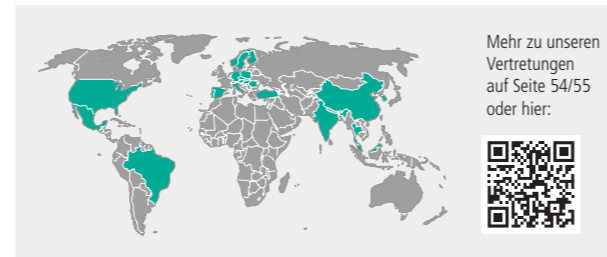 Mehr zu unseren
Vertretungen
auf Seite 54/55
oder hier: